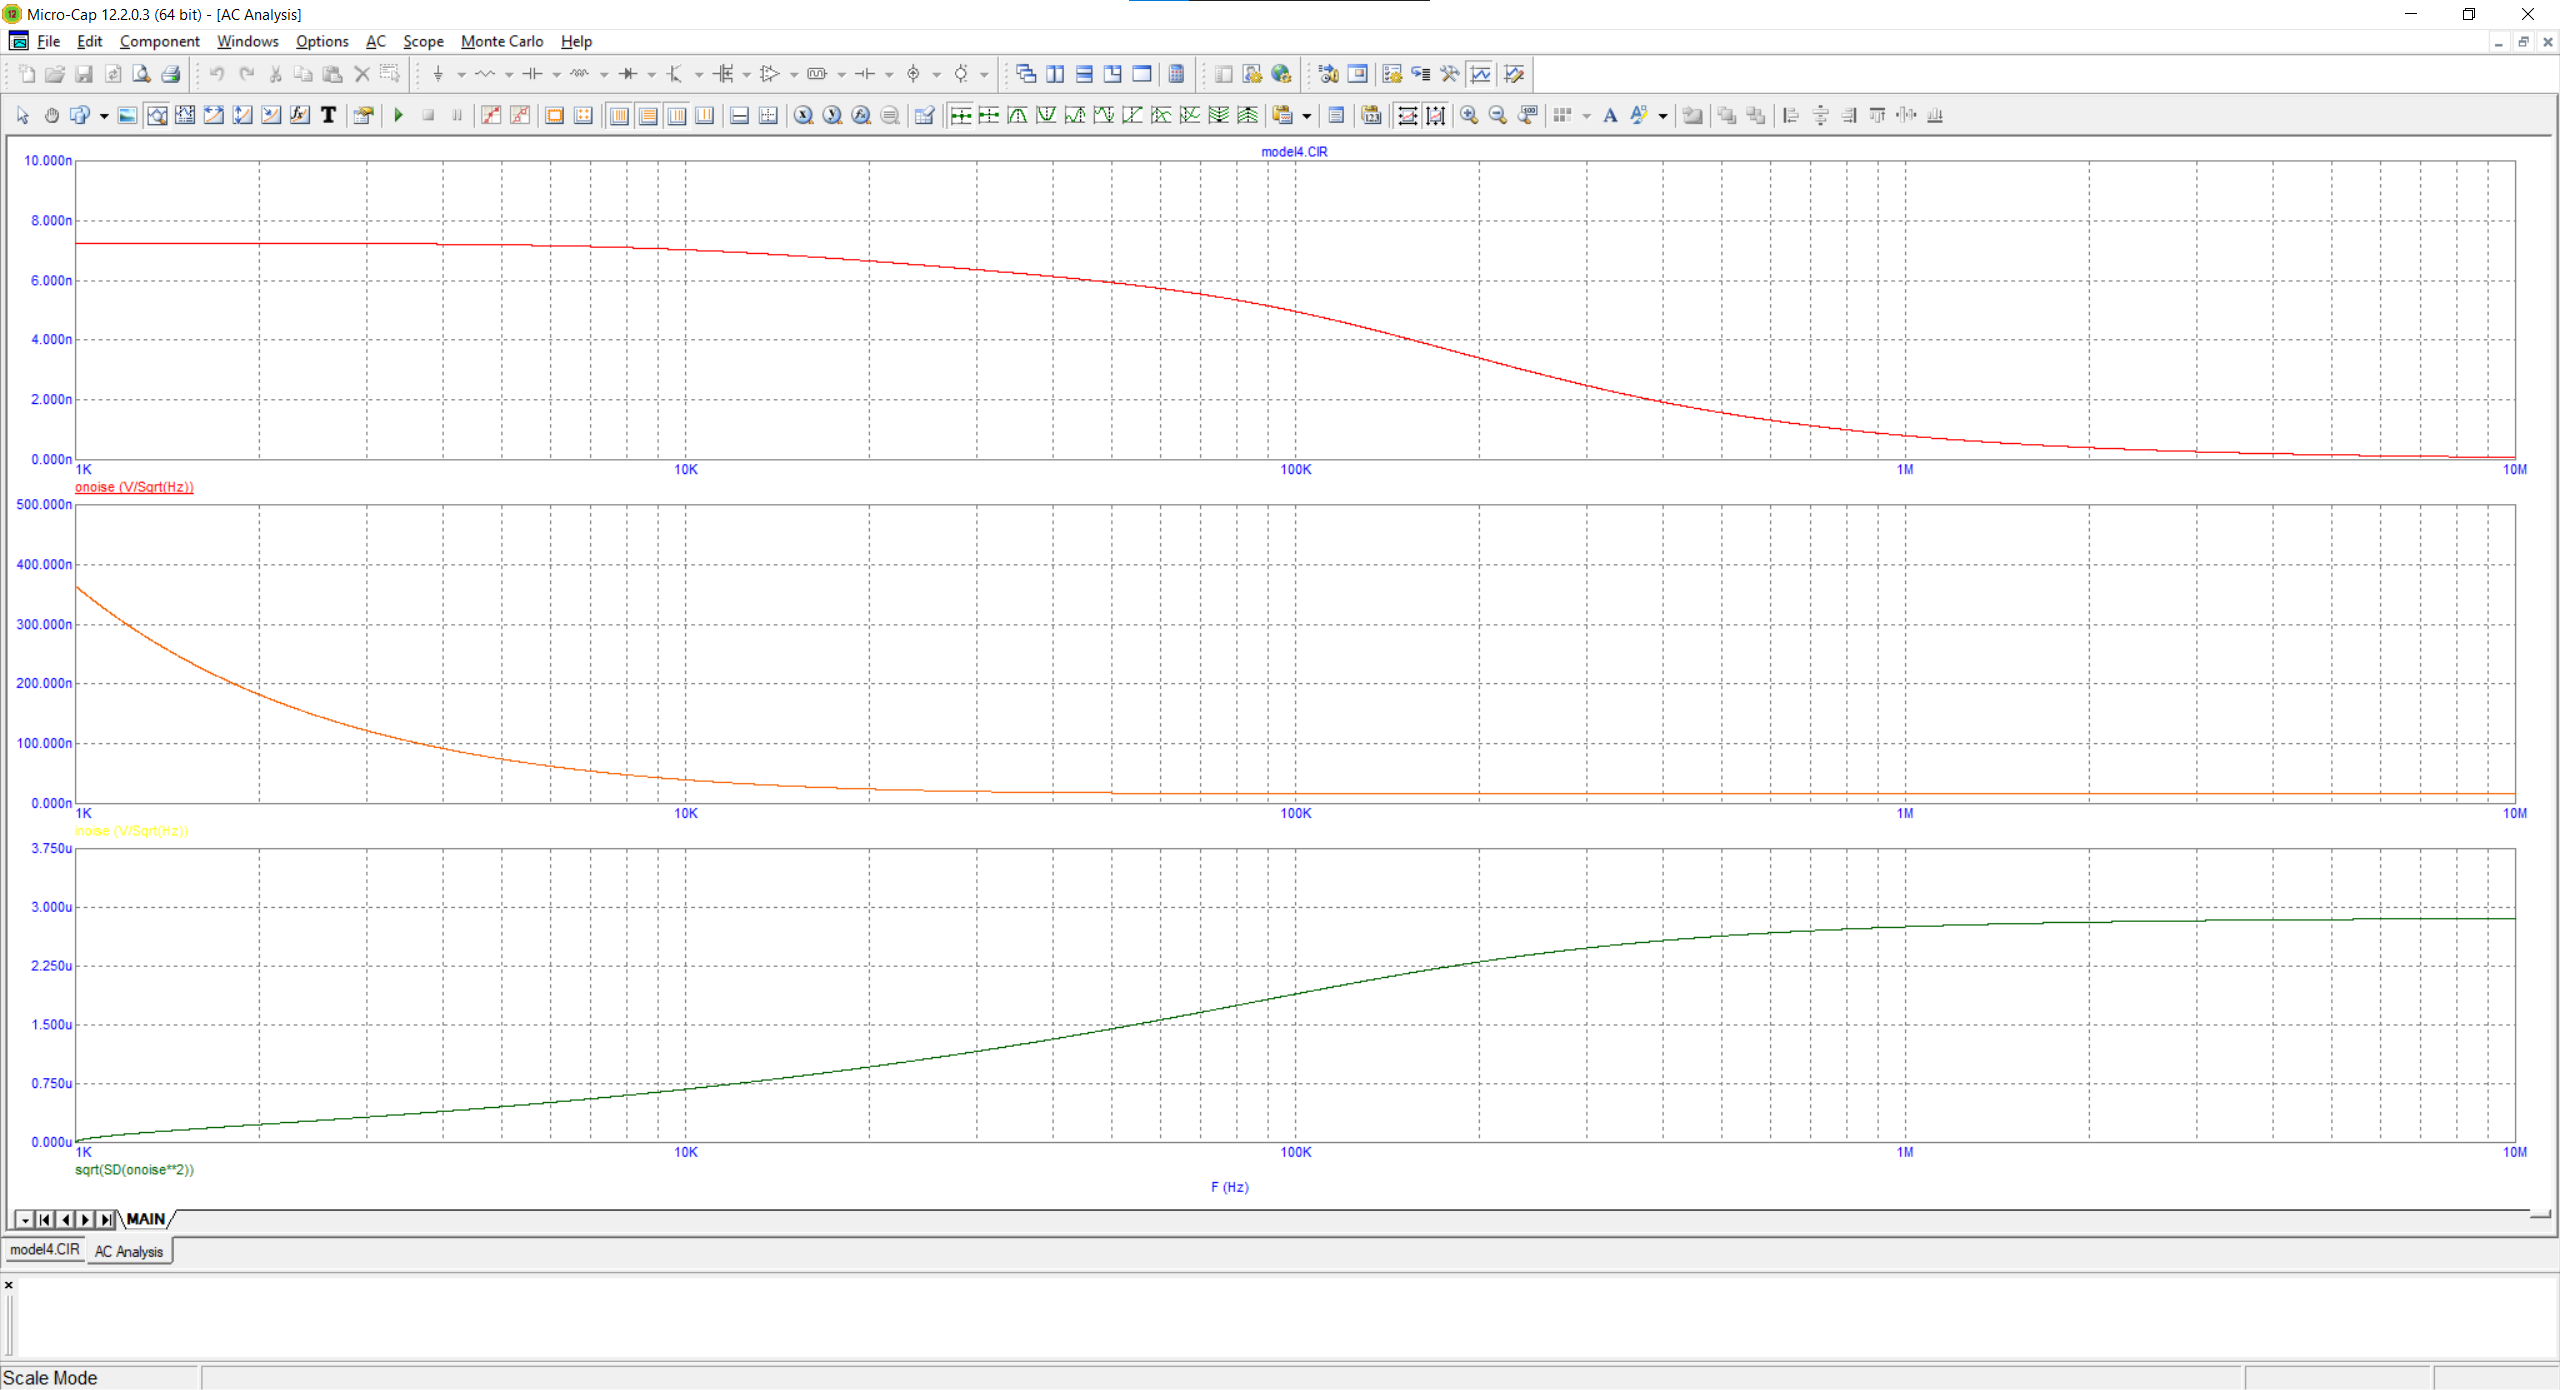 Micro-Cap 12.2.0.3 (64 bit) - [AC Analysis]
File Edit Component Windows Options AC Scope Monte Carlo Help
model4.CIR
10.000n
8.000n
6.000n
4.000n
2.000n
0.000n
1K 10K 100K 1M 10M
onoise (V/Sqrt(Hz))
500.000n
400.000n
300.000n
200.000n
100.000n
0.000n
1K 10K 100K 1M 10M
inoise (V/Sqrt(Hz))
3.750u
3.000u
2.250u
1.500u
0.750u
0.000u
1K 10K 100K 1M 10M
sqrt(SD(onoise**2))
F (Hz)
MAIN
model4.CIR AC Analysis
Scale Mode